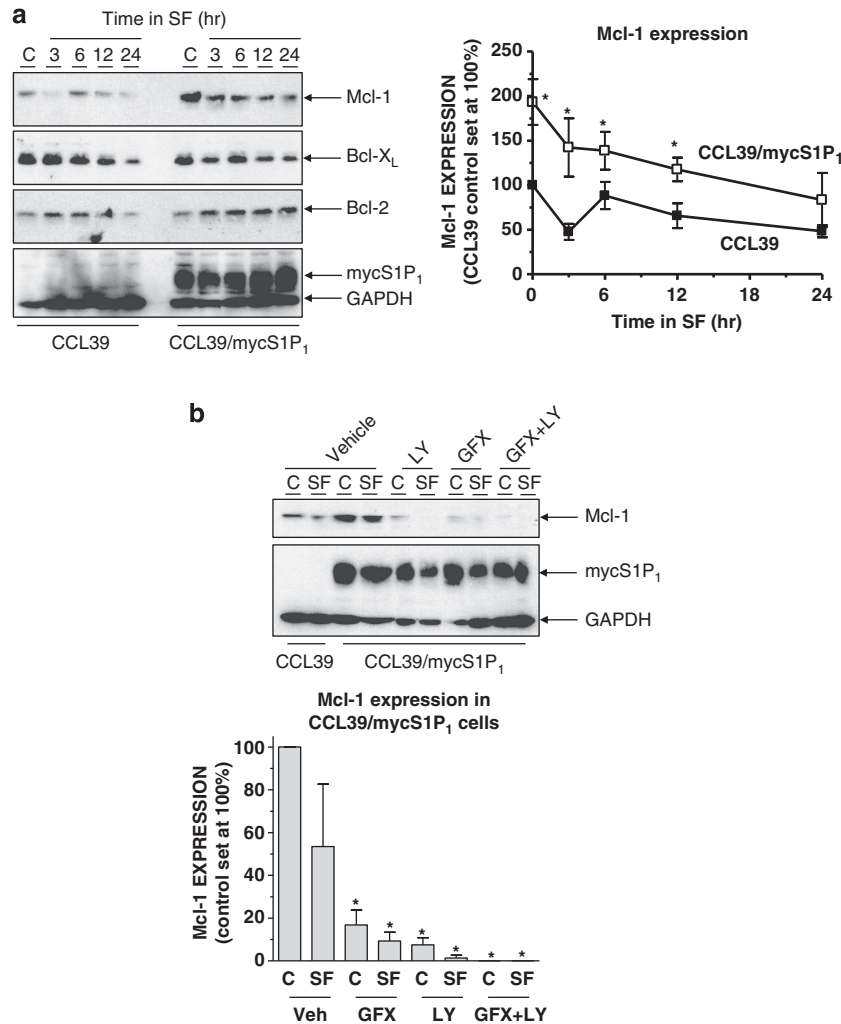 a
Time in SF (hr)
C 3 6 12 24 C 3 6 12 24
Mcl-1
Bcl-XL
Bcl-2
mycS1P1
GAPDH
CCL39 CCL39/mycS1P1
Mcl-1 expression
Mcl-1 EXPRESSION
(CCL39 control set at 100%)
250
200
150
100
50
0
* * * *
CCL39/mycS1P1
CCL39
0 6 12 18 24
Time in SF (hr)
b
Vehicle LY GFX GFX+LY
C SF C SF C SF C SF C SF
Mcl-1
mycS1P1
GAPDH
CCL39 CCL39/mycS1P1
Mcl-1 expression in
CCL39/mycS1P1 cells
Mcl-1 EXPRESSION
(control set at 100%)
100
80
60
40
20
0
* * * * * *
C SF C SF C SF C SF
Veh GFX LY GFX+LY